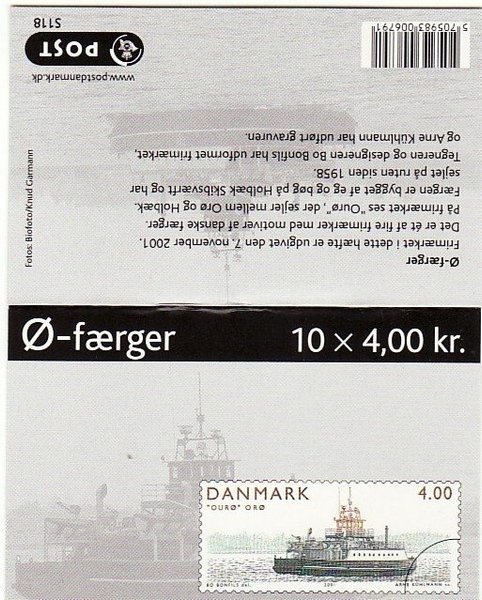 Ø-færger
Frimærket i dette hæfte er udgivet den 7. november 2001.
Det er ét af fire frimærker med motiver af danske færger.
På frimærket ses "Ourø", der sejler mellem Orø og Holbæk.
Færgen er bygget af eg og bøg på Holbæk Skibsværft og har
sejlet på ruten siden 1958.
Tegneren og designeren Bo Bonfils har udformet frimærket,
og Arne Kühlmann har udført gravuren.
Fotos: Biofoto/Knud Garmann
5 705983 006791
www.postdanmark.dk
POST
S118
Ø-færger 10 × 4,00 kr.
DANMARK 4.00
"OURØ" ORØ
BO BONFILS del. 2001 ARNE KÜHLMANN sc.